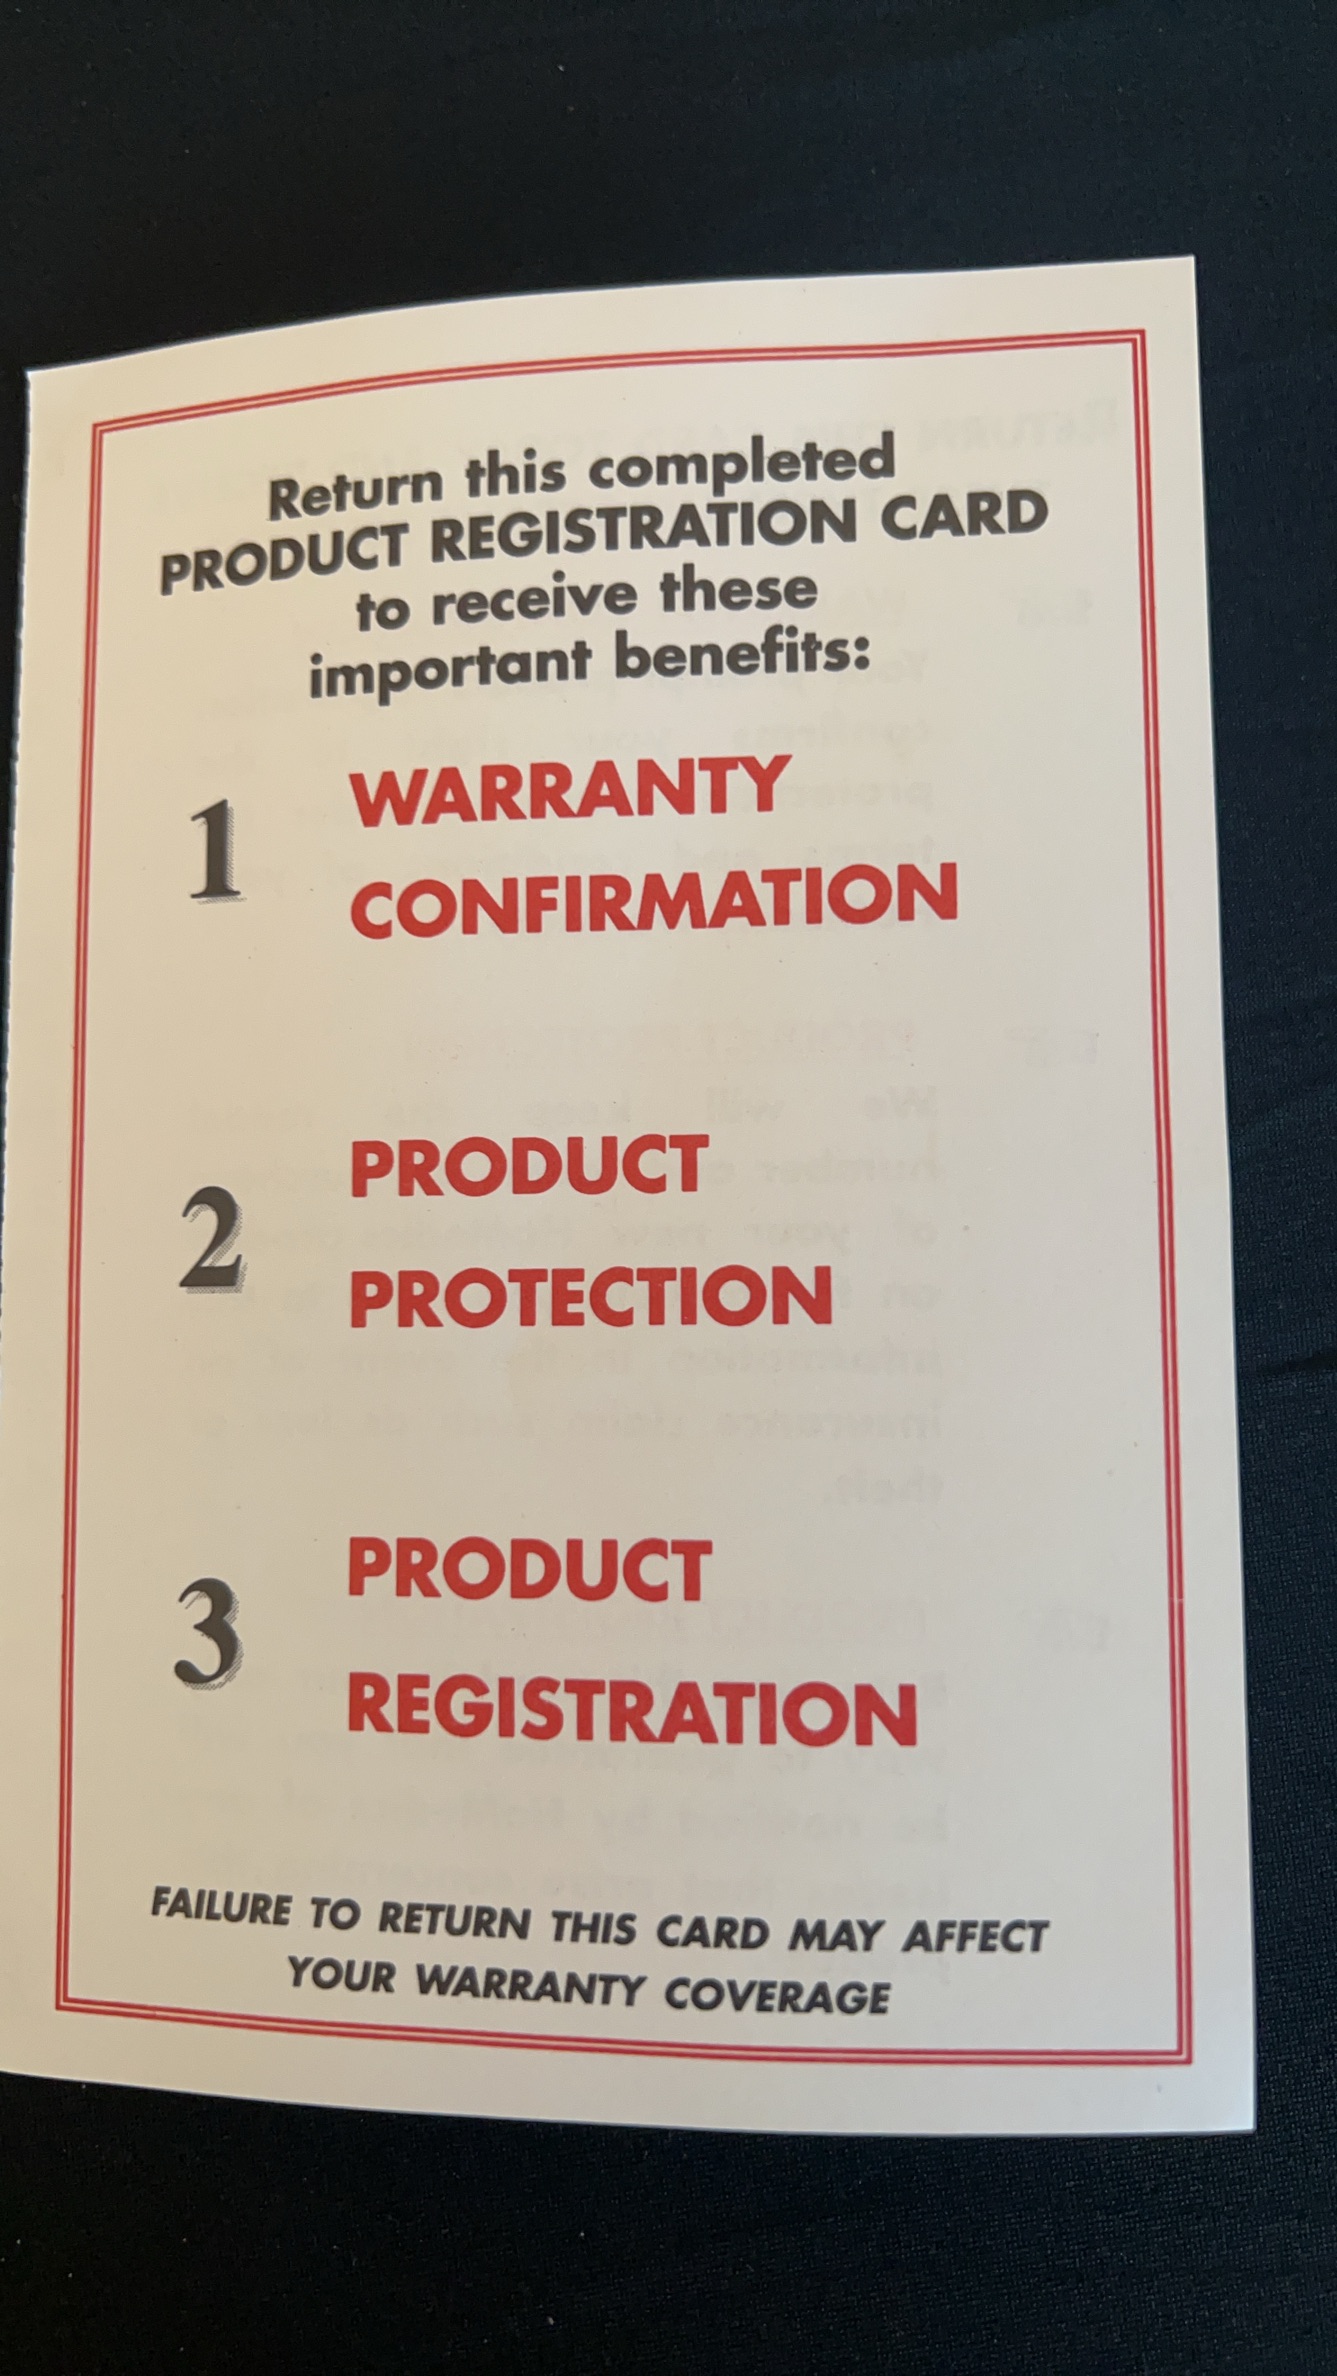 Return this completed
PRODUCT REGISTRATION CARD
to receive these
important benefits:
1 WARRANTY
CONFIRMATION
2 PRODUCT
PROTECTION
3 PRODUCT
REGISTRATION
FAILURE TO RETURN THIS CARD MAY AFFECT
YOUR WARRANTY COVERAGE